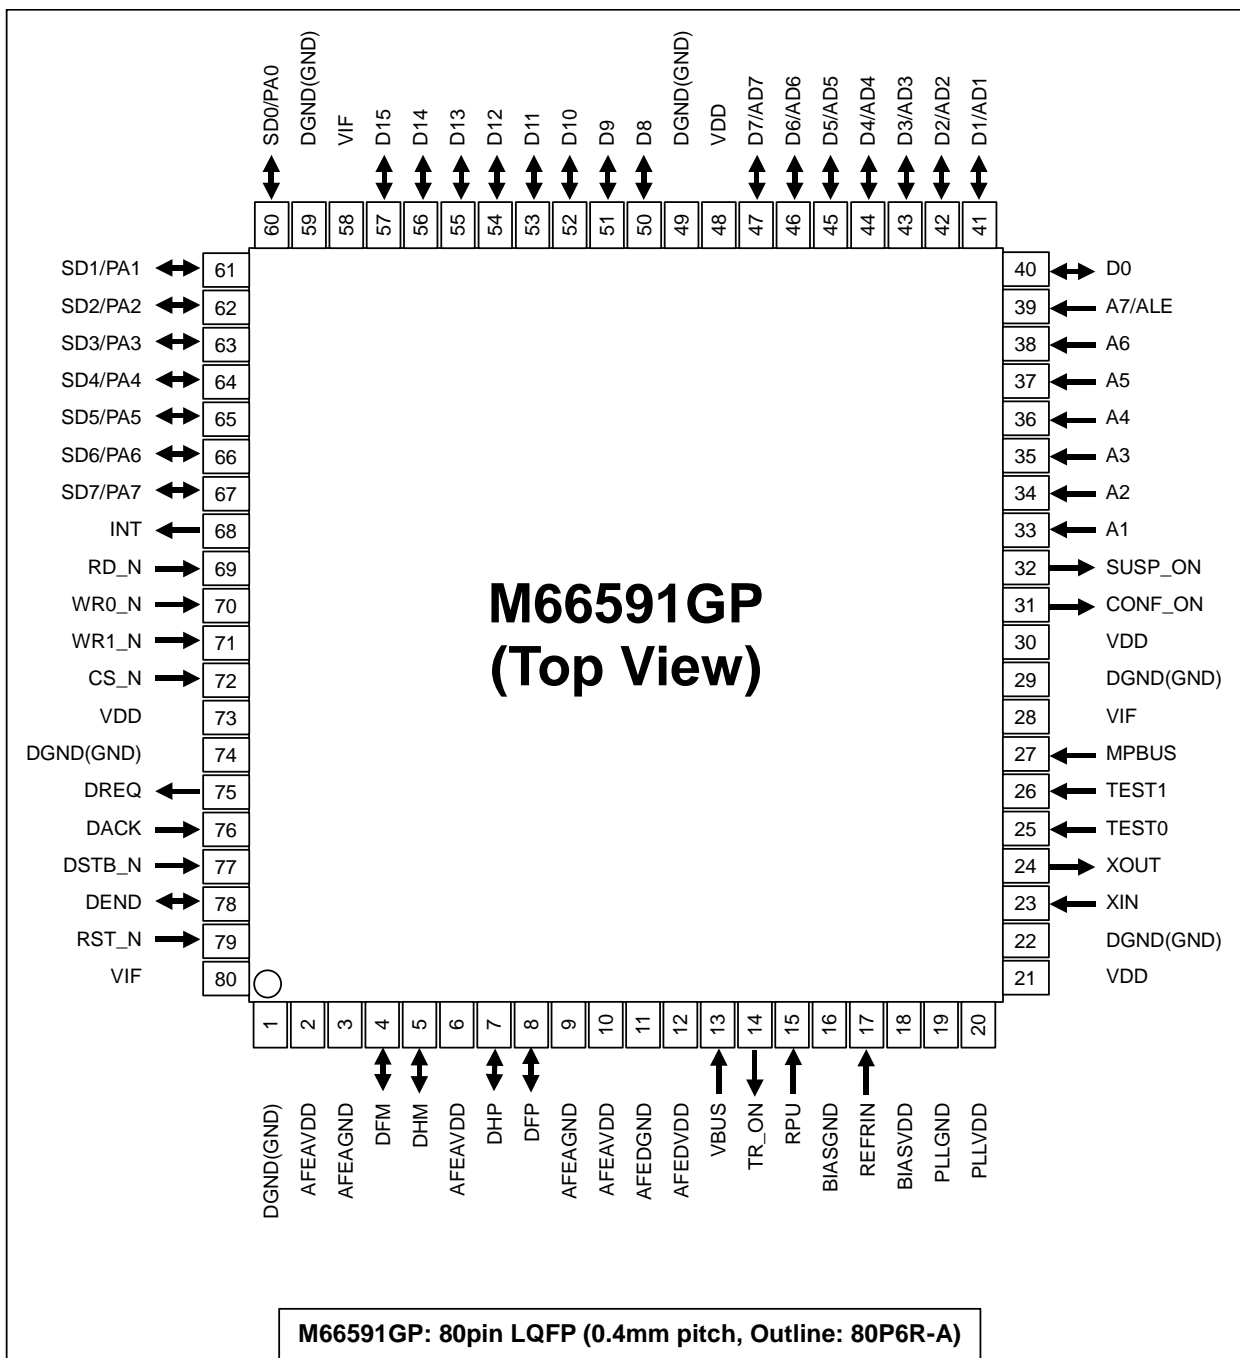 SD0/PA0
DGND(GND)
VIF
D15
D14
D13
D12
D11
D10
D9
D8
DGND(GND)
VDD
D7/AD7
D6/AD6
D5/AD5
D4/AD4
D3/AD3
D2/AD2
D1/AD1
60
59
58
57
56
55
54
53
52
51
50
49
48
47
46
45
44
43
42
41
SD1/PA1 61
SD2/PA2 62
SD3/PA3 63
SD4/PA4 64
SD5/PA5 65
SD6/PA6 66
SD7/PA7 67
INT 68
RD_N 69
WR0_N 70
WR1_N 71
CS_N 72
VDD 73
DGND(GND) 74
DREQ 75
DACK 76
DSTB_N 77
DEND 78
RST_N 79
VIF 80
M66591GP
(Top View)
40 D0
39 A7/ALE
38 A6
37 A5
36 A4
35 A3
34 A2
33 A1
32 SUSP_ON
31 CONF_ON
30 VDD
29 DGND(GND)
28 VIF
27 MPBUS
26 TEST1
25 TEST0
24 XOUT
23 XIN
22 DGND(GND)
21 VDD
1
2
3
4
5
6
7
8
9
10
11
12
13
14
15
16
17
18
19
20
DGND(GND)
AFEAVDD
AFEAGND
DFM
DHM
AFEAVDD
DHP
DFP
AFEAGND
AFEAVDD
AFEDGND
AFEDVDD
VBUS
TR_ON
RPU
BIASGND
REFRIN
BIASVDD
PLLGND
PLLVDD
M66591GP: 80pin LQFP (0.4mm pitch, Outline: 80P6R-A)